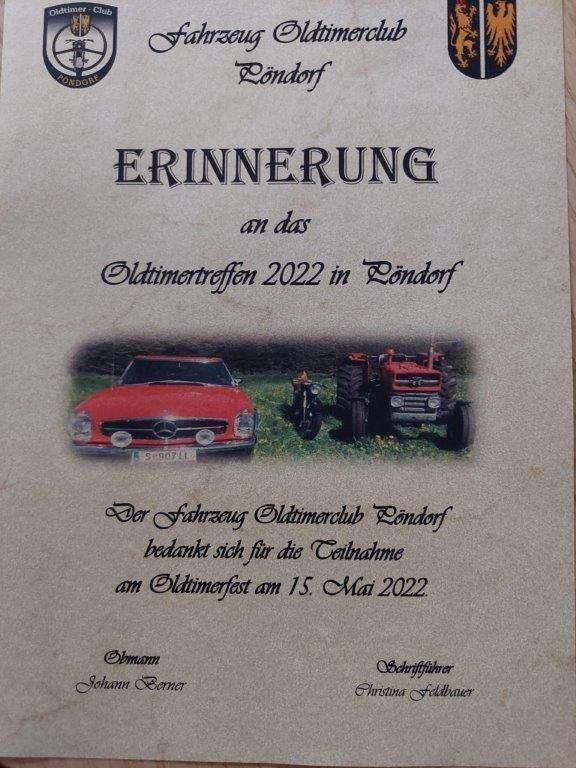 Oldtimer-Club
PÖNDORF
Fahrzeug Oldtimerclub
Pöndorf
ERINNERUNG
an das
Oldtimertreffen 2022 in Pöndorf
Der Fahrzeug Oldtimerclub Pöndorf
bedankt sich für die Teilnahme
am Oldtimerfest am 15. Mai 2022.
Obmann
Johann Berner
Schriftführer
Christina Feldbauer